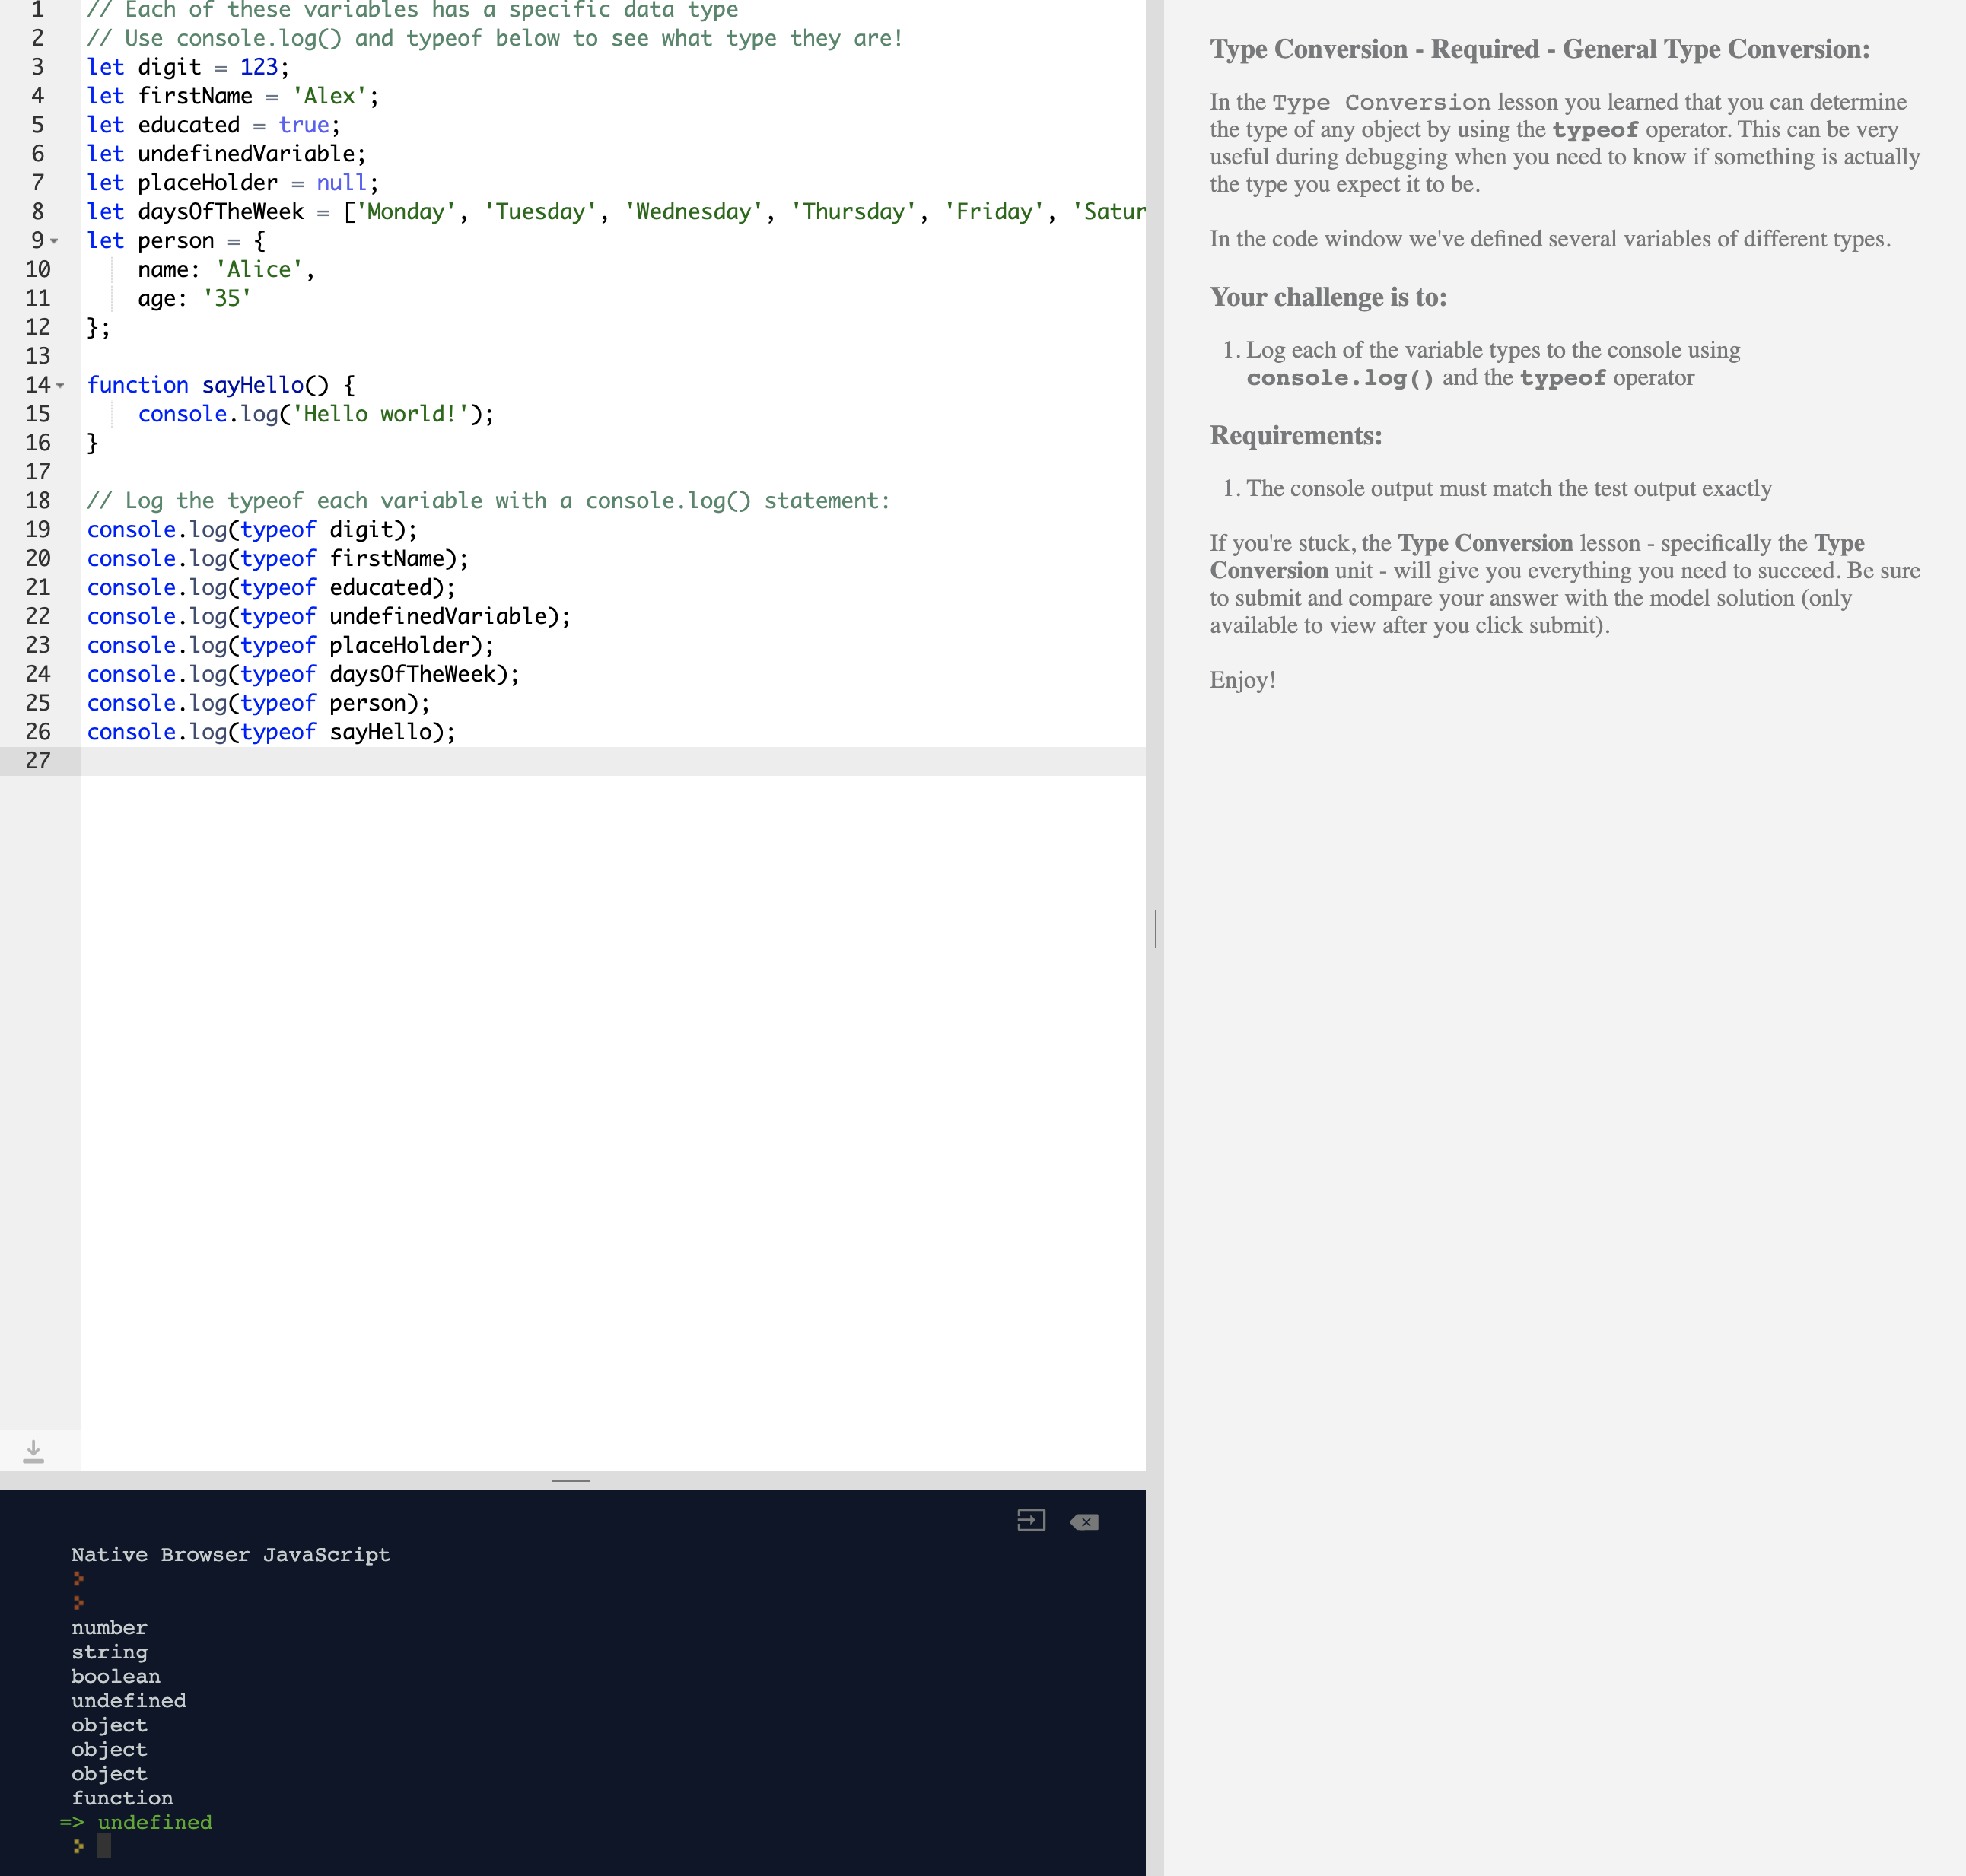 1 // Each of these variables has a specific data type
2 // Use console.log() and typeof below to see what type they are!
3 let digit = 123;
4 let firstName = 'Alex';
5 let educated = true;
6 let undefinedVariable;
7 let placeHolder = null;
8 let daysOfTheWeek = ['Monday', 'Tuesday', 'Wednesday', 'Thursday', 'Friday', 'Satur
9 let person = {
10     name: 'Alice',
11     age: '35'
12 };
13
14 function sayHello() {
15     console.log('Hello world!');
16 }
17
18 // Log the typeof each variable with a console.log() statement:
19 console.log(typeof digit);
20 console.log(typeof firstName);
21 console.log(typeof educated);
22 console.log(typeof undefinedVariable);
23 console.log(typeof placeHolder);
24 console.log(typeof daysOfTheWeek);
25 console.log(typeof person);
26 console.log(typeof sayHello);
27
Native Browser JavaScript
number
string
boolean
undefined
object
object
object
function
=> undefined
Type Conversion - Required - General Type Conversion:
In the Type Conversion lesson you learned that you can determine
the type of any object by using the typeof operator. This can be very
useful during debugging when you need to know if something is actually
the type you expect it to be.
In the code window we've defined several variables of different types.
Your challenge is to:
1. Log each of the variable types to the console using
console.log() and the typeof operator
Requirements:
1. The console output must match the test output exactly
If you're stuck, the Type Conversion lesson - specifically the Type
Conversion unit - will give you everything you need to succeed. Be sure
to submit and compare your answer with the model solution (only
available to view after you click submit).
Enjoy!